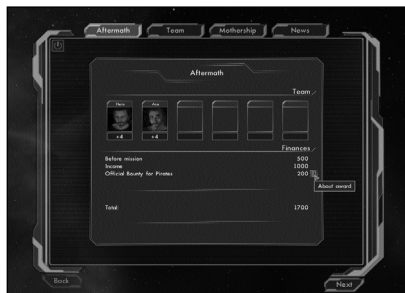 Aftermath Team Mothership News
Aftermath
Team
Hero Ace
+4 +4
Finances
Before mission 500
Income 1000
Official Bounty for Pirates 200
About award
Total: 1700
Back Next